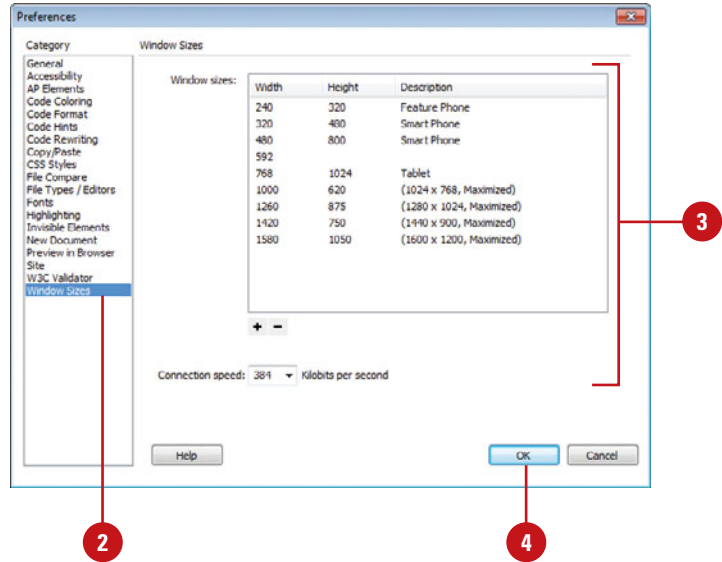 Preferences
Category
Window Sizes
General
Accessibility
AP Elements
Code Coloring
Code Format
Code Hints
Code Rewriting
Copy/Paste
CSS Styles
File Compare
File Types / Editors
Fonts
Highlighting
Invisible Elements
New Document
Preview in Browser
Site
W3C Validator
Window Sizes
Window sizes:
Width Height Description
240 320 Feature Phone
320 480 Smart Phone
480 800 Smart Phone
592
768 1024 Tablet
1000 620 (1024 x 768, Maximized)
1260 875 (1280 x 1024, Maximized)
1420 750 (1440 x 900, Maximized)
1580 1050 (1600 x 1200, Maximized)
+ −
Connection speed: 384 Kilobits per second
Help OK Cancel
3
2 4